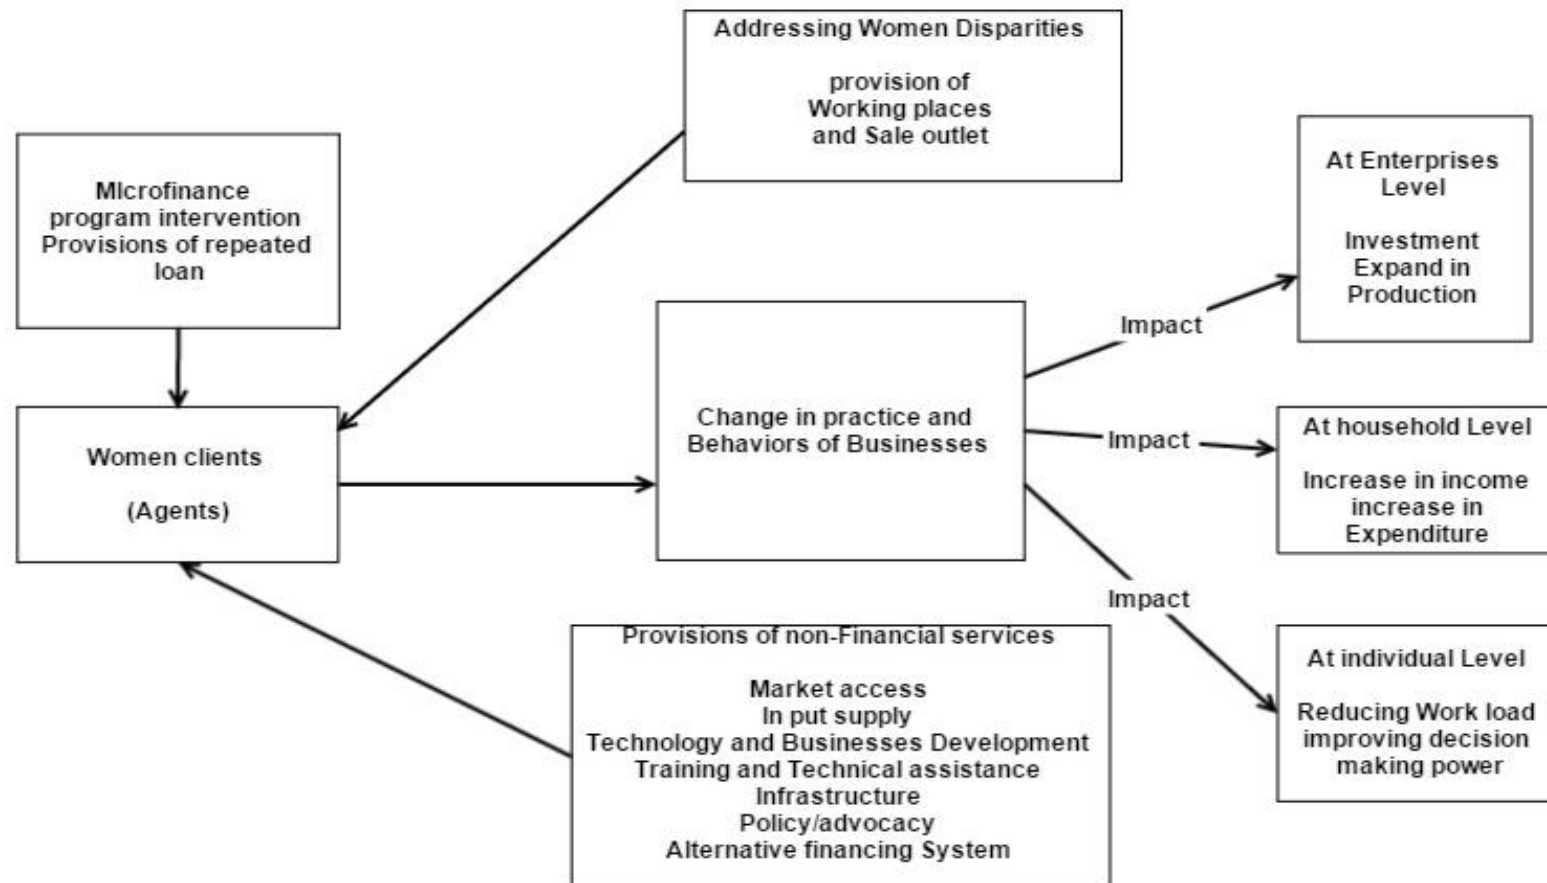 Addressing Women Disparities
provision of
Working places
and Sale outlet
MIcrofinance
program intervention
Provisions of repeated
loan
At Enterprises
Level
Investment
Expand in
Production
Impact
Women clients
(Agents)
Change in practice and
Behaviors of Businesses
Impact
At household Level
Increase in income
increase in
Expenditure
Impact
Provisions of non-Financial services
Market access
In put supply
Technology and Businesses Development
Training and Technical assistance
Infrastructure
Policy/advocacy
Alternative financing System
At individual Level
Reducing Work load
improving decision
making power